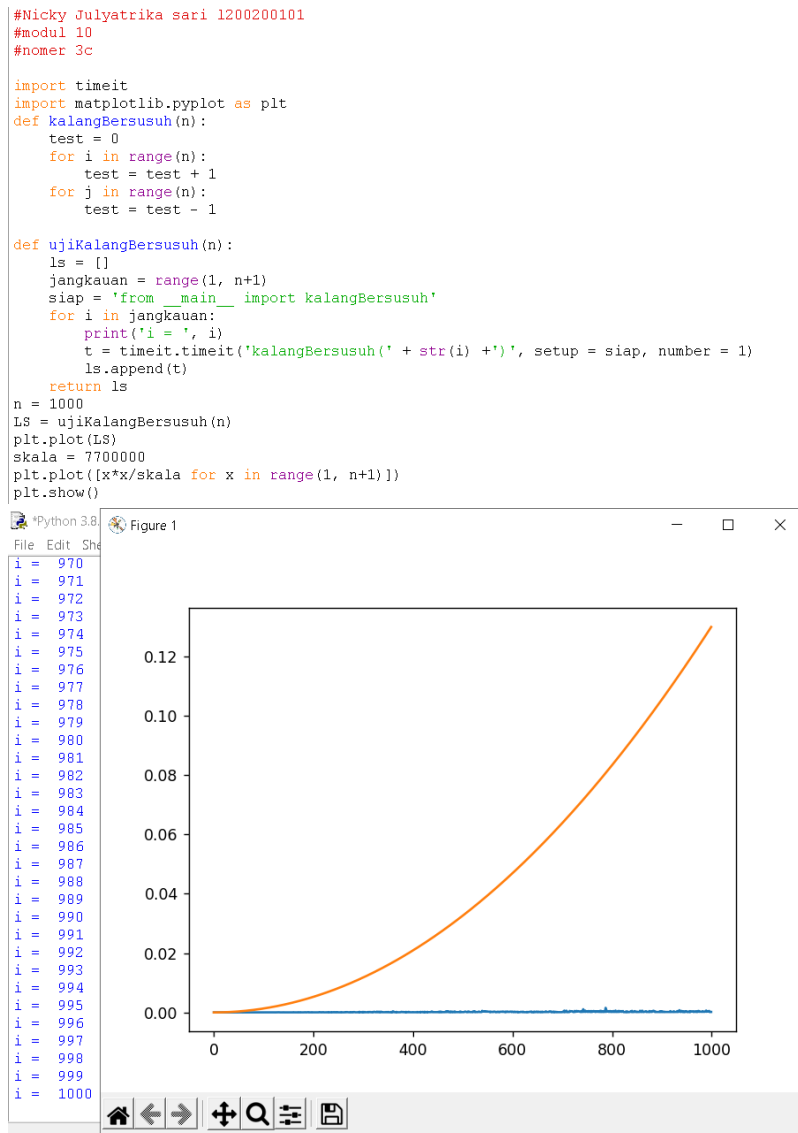 #Nicky Julyatrika sari l200200101
#modul 10
#nomer 3c

import timeit
import matplotlib.pyplot as plt
def kalangBersusuh(n):
    test = 0
    for i in range(n):
        test = test + 1
    for j in range(n):
        test = test - 1

def ujiKalangBersusuh(n):
    ls = []
    jangkauan = range(1, n+1)
    siap = 'from __main__ import kalangBersusuh'
    for i in jangkauan:
        print('i = ', i)
        t = timeit.timeit('kalangBersusuh(' + str(i) +')', setup = siap, number = 1)
        ls.append(t)
    return ls
n = 1000
LS = ujiKalangBersusuh(n)
plt.plot(LS)
skala = 7700000
plt.plot([x*x/skala for x in range(1, n+1)])
plt.show()
*Python 3.8.
File Edit She
i =  970
i =  971
i =  972
i =  973
i =  974
i =  975
i =  976
i =  977
i =  978
i =  979
i =  980
i =  981
i =  982
i =  983
i =  984
i =  985
i =  986
i =  987
i =  988
i =  989
i =  990
i =  991
i =  992
i =  993
i =  994
i =  995
i =  996
i =  997
i =  998
i =  999
i =  1000
Figure 1
0.12
0.10
0.08
0.06
0.04
0.02
0.00
0 200 400 600 800 1000